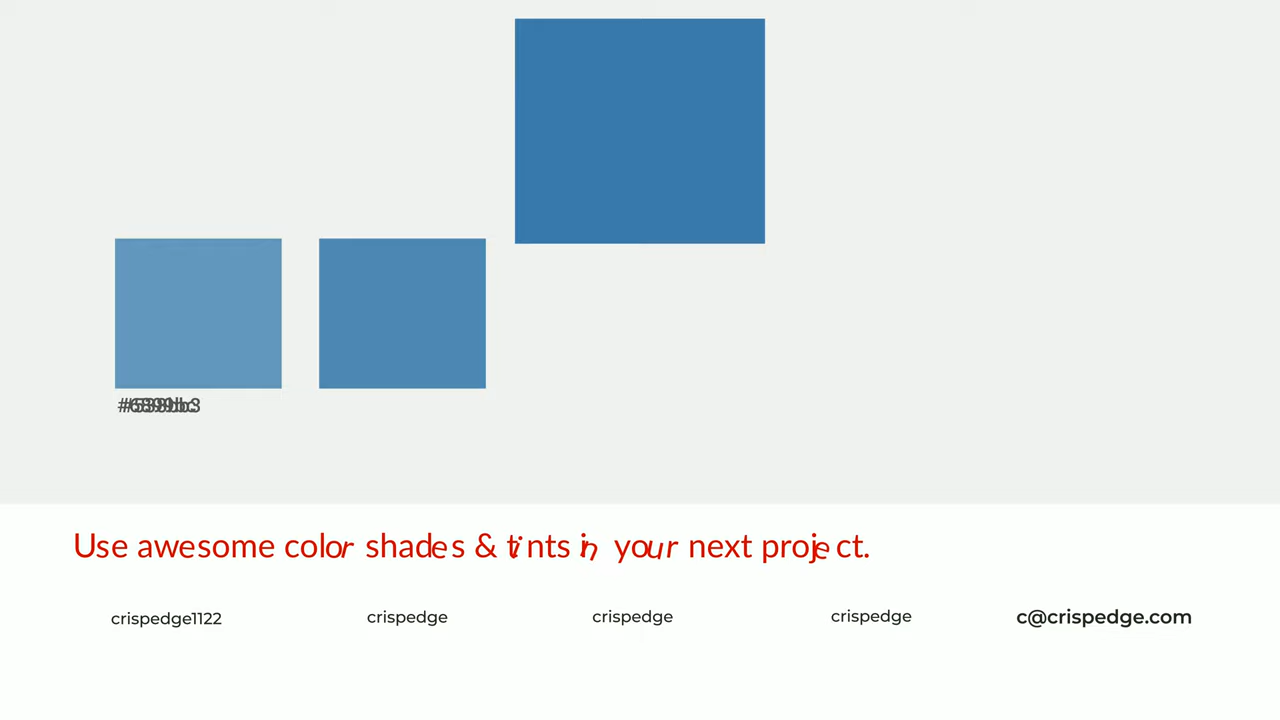 Use awesome color shades & tints in your next project.
crispedge1122 crispedge crispedge crispedge c@crispedge.com